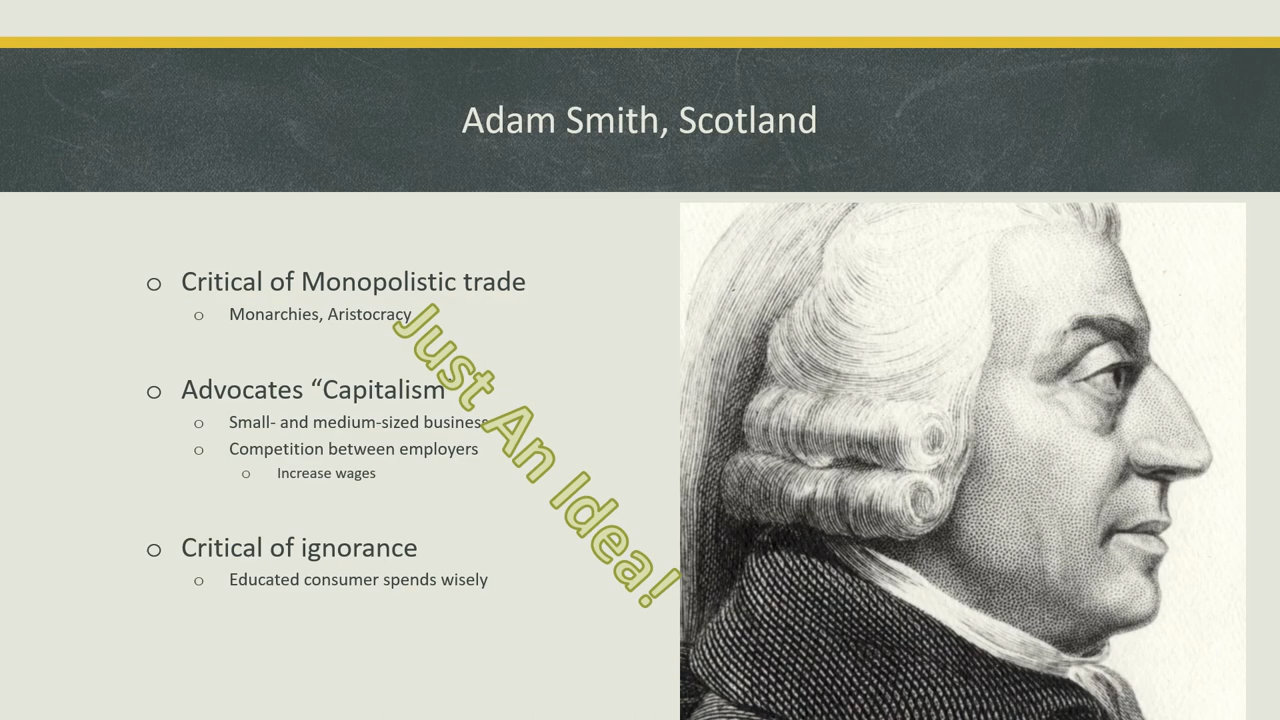 Adam Smith, Scotland
o Critical of Monopolistic trade
o Monarchies, Aristocracy
o Advocates “Capitalism
o Small- and medium-sized business
o Competition between employers
o Increase wages
o Critical of ignorance
o Educated consumer spends wisely
Just An Idea!